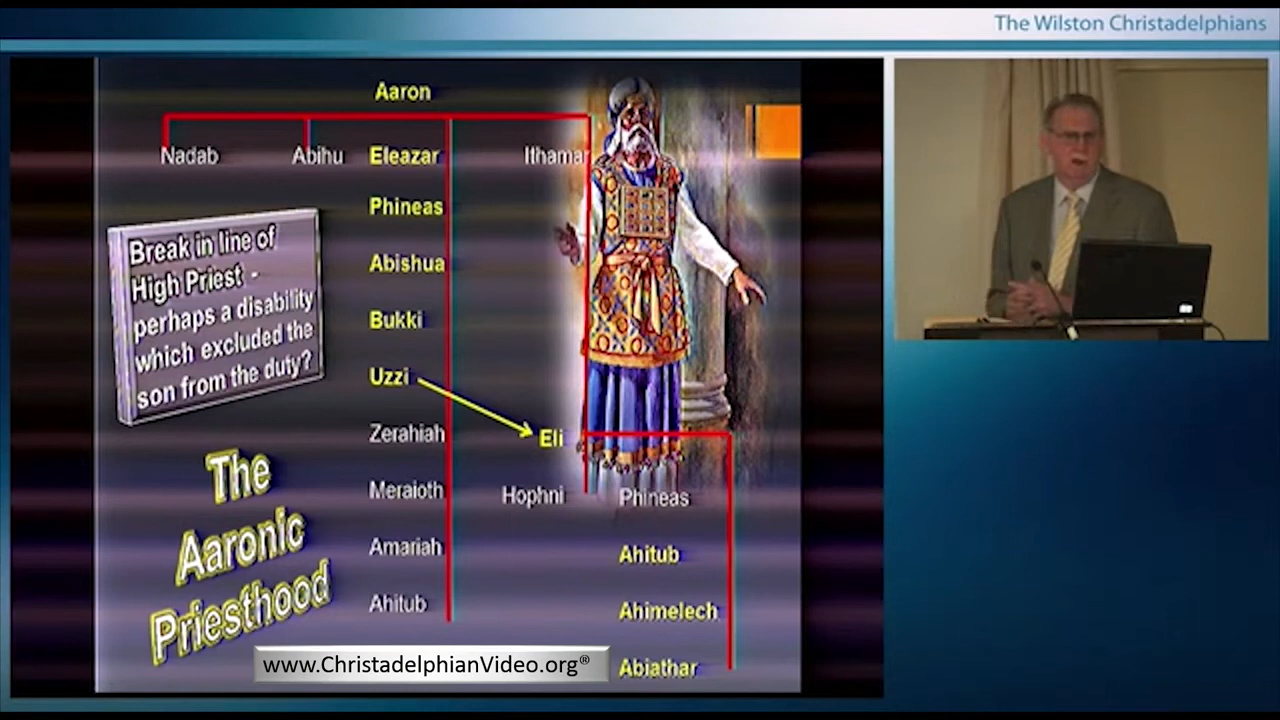 The Wilston Christadelphians
Aaron
Nadab
Abihu
Eleazar
Ithamar
Phineas
Abishua
Bukki
Uzzi
Zerahiah
Meraioth
Amariah
Ahitub
Break in line of
High Priest -
perhaps a disability
which excluded the
son from the duty?
Eli
Hophni
Phineas
Ahitub
Ahimelech
Abiathar
The
Aaronic
Priesthood
www.ChristadelphianVideo.org®